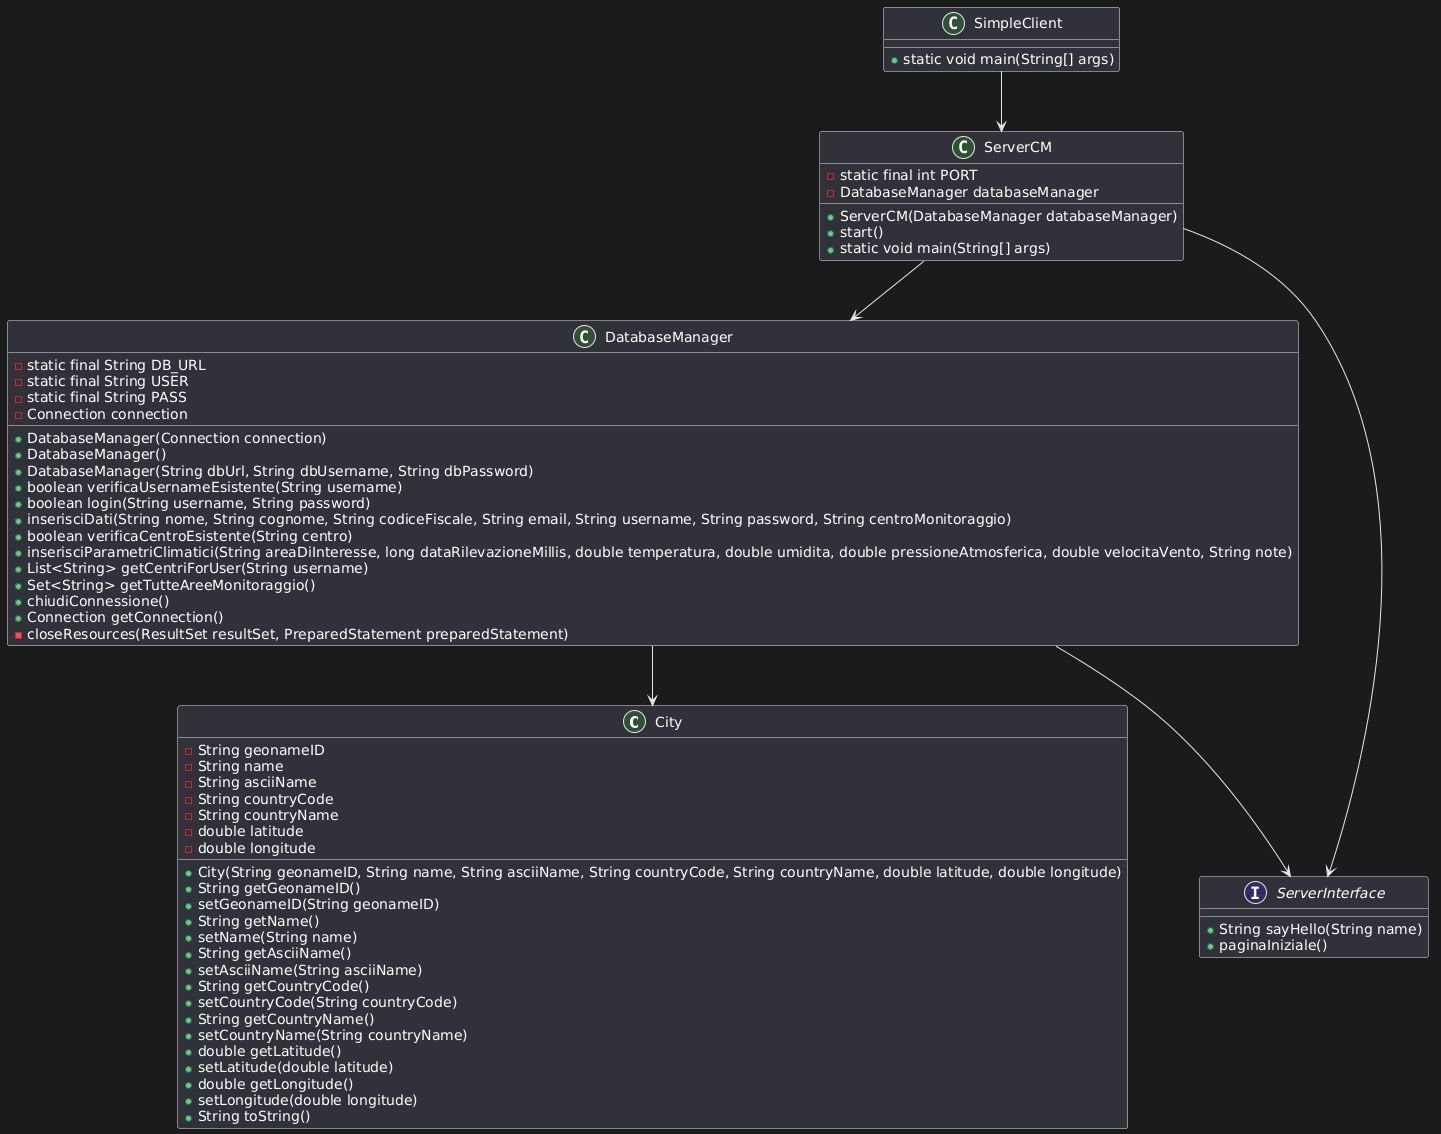 SimpleClient
static void main(String[] args)
ServerCM
static final int PORT
DatabaseManager databaseManager
ServerCM(DatabaseManager databaseManager)
start()
static void main(String[] args)
DatabaseManager
static final String DB_URL
static final String USER
static final String PASS
Connection connection
DatabaseManager(Connection connection)
DatabaseManager()
DatabaseManager(String dbUrl, String dbUsername, String dbPassword)
boolean verificaUsernameEsistente(String username)
boolean login(String username, String password)
inserisciDati(String nome, String cognome, String codiceFiscale, String email, String username, String password, String centroMonitoraggio)
boolean verificaCentroEsistente(String centro)
inserisciParametriClimatici(String areaDiInteresse, long dataRilevazioneMillis, double temperatura, double umidita, double pressioneAtmosferica, double velocitaVento, String note)
List<String> getCentriForUser(String username)
Set<String> getTutteAreeMonitoraggio()
chiudiConnessione()
Connection getConnection()
closeResources(ResultSet resultSet, PreparedStatement preparedStatement)
C City
String geonameID
String name
String asciiName
String countryCode
String countryName
double latitude
double longitude
City(String geonameID, String name, String asciiName, String countryCode, String countryName, double latitude, double longitude)
String getGeonameID()
setGeonameID(String geonameID)
String getName()
setName(String name)
String getAsciiName()
setAsciiName(String asciiName)
String getCountryCode()
setCountryCode(String countryCode)
String getCountryName()
setCountryName(String countryName)
double getLatitude()
setLatitude(double latitude)
double getLongitude()
setLongitude(double longitude)
String toString()
I ServerInterface
String sayHello(String name)
paginaIniziale()